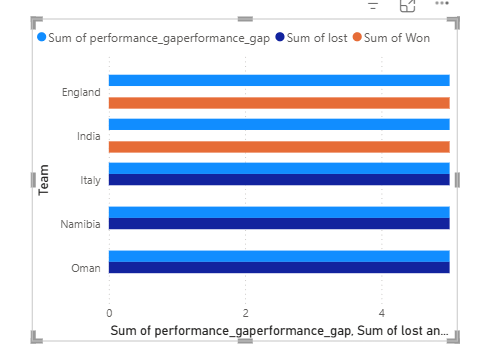 Sum of performance_gaperformance_gap Sum of lost Sum of Won
England
India
Italy
Namibia
Oman
Team
0 2 4
Sum of performance_gaperformance_gap, Sum of lost an...